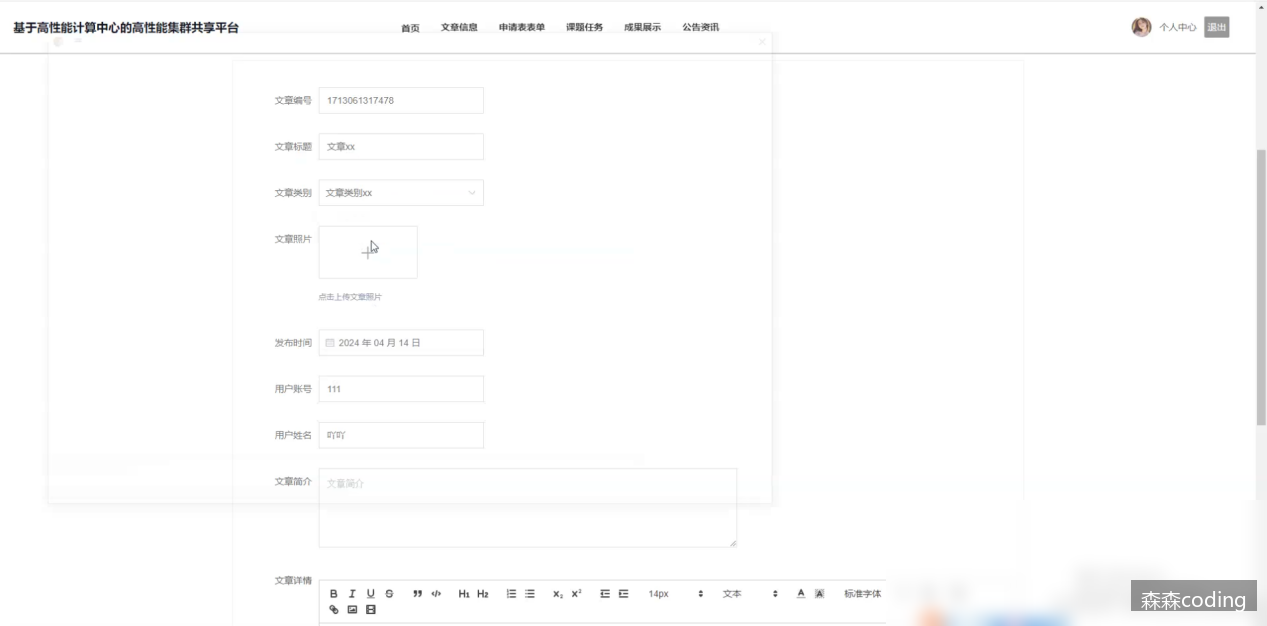 基于高性能计算中心的高性能集群共享平台
首页 文章信息 申请表表单 课题任务 成果展示 公告资讯 个人中心 退出
文章编号 1713061317478
文章标题 文章xx
文章类别 文章类别xx
文章照片
点击上传文章照片
发布时间 2024 年 04 月 14 日
用户账号 111
用户姓名 吖吖
文章简介 文章简介
文章详情
B I U S ” </> H1 H2 x₂ x² 14px 文本 A A 标准字体
森森coding